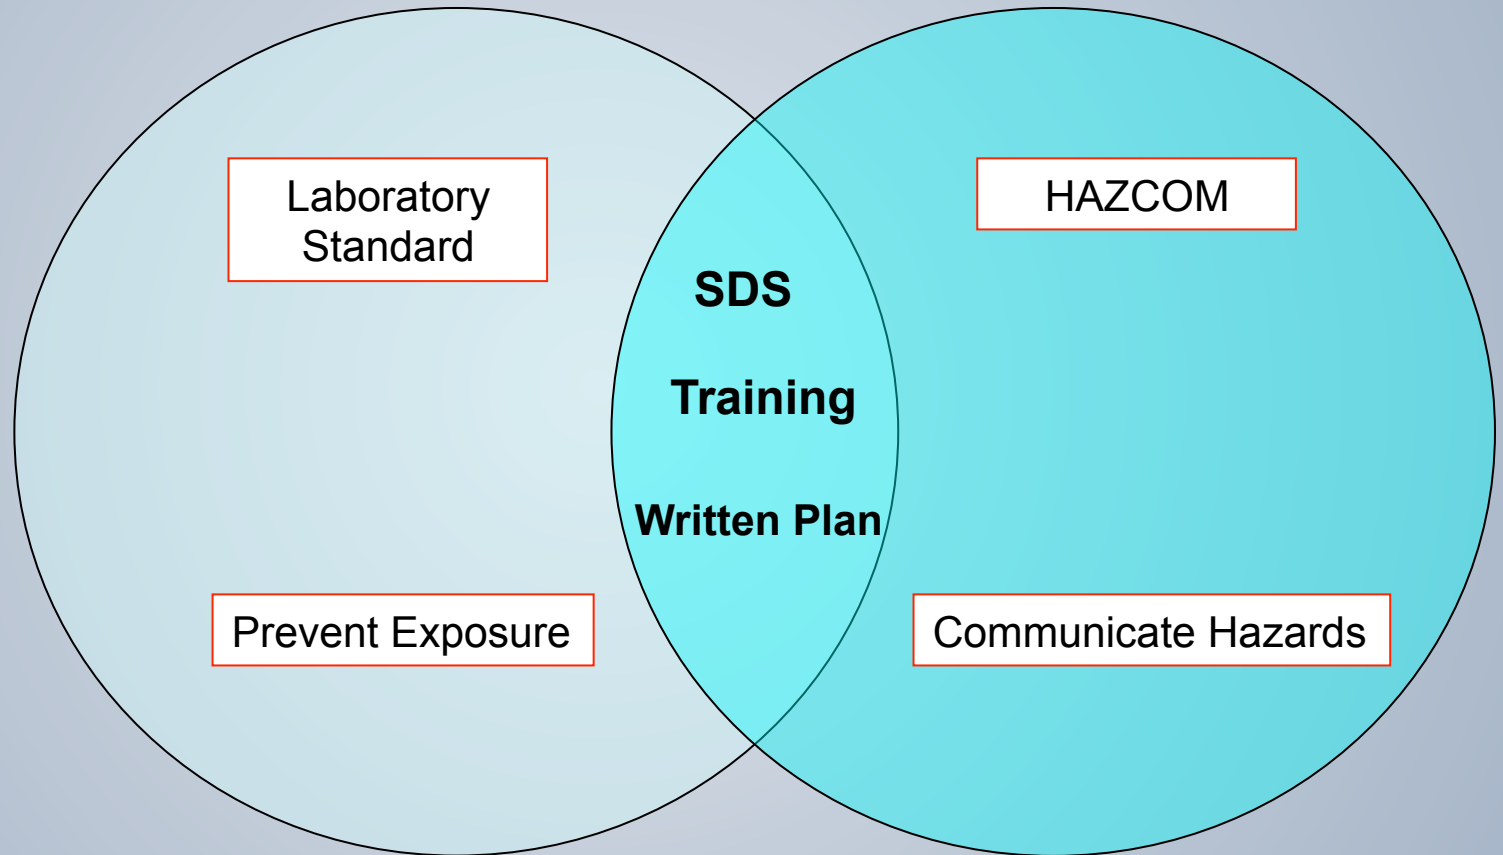 Laboratory
Standard
HAZCOM
SDS
Training
Written Plan
Prevent Exposure
Communicate Hazards